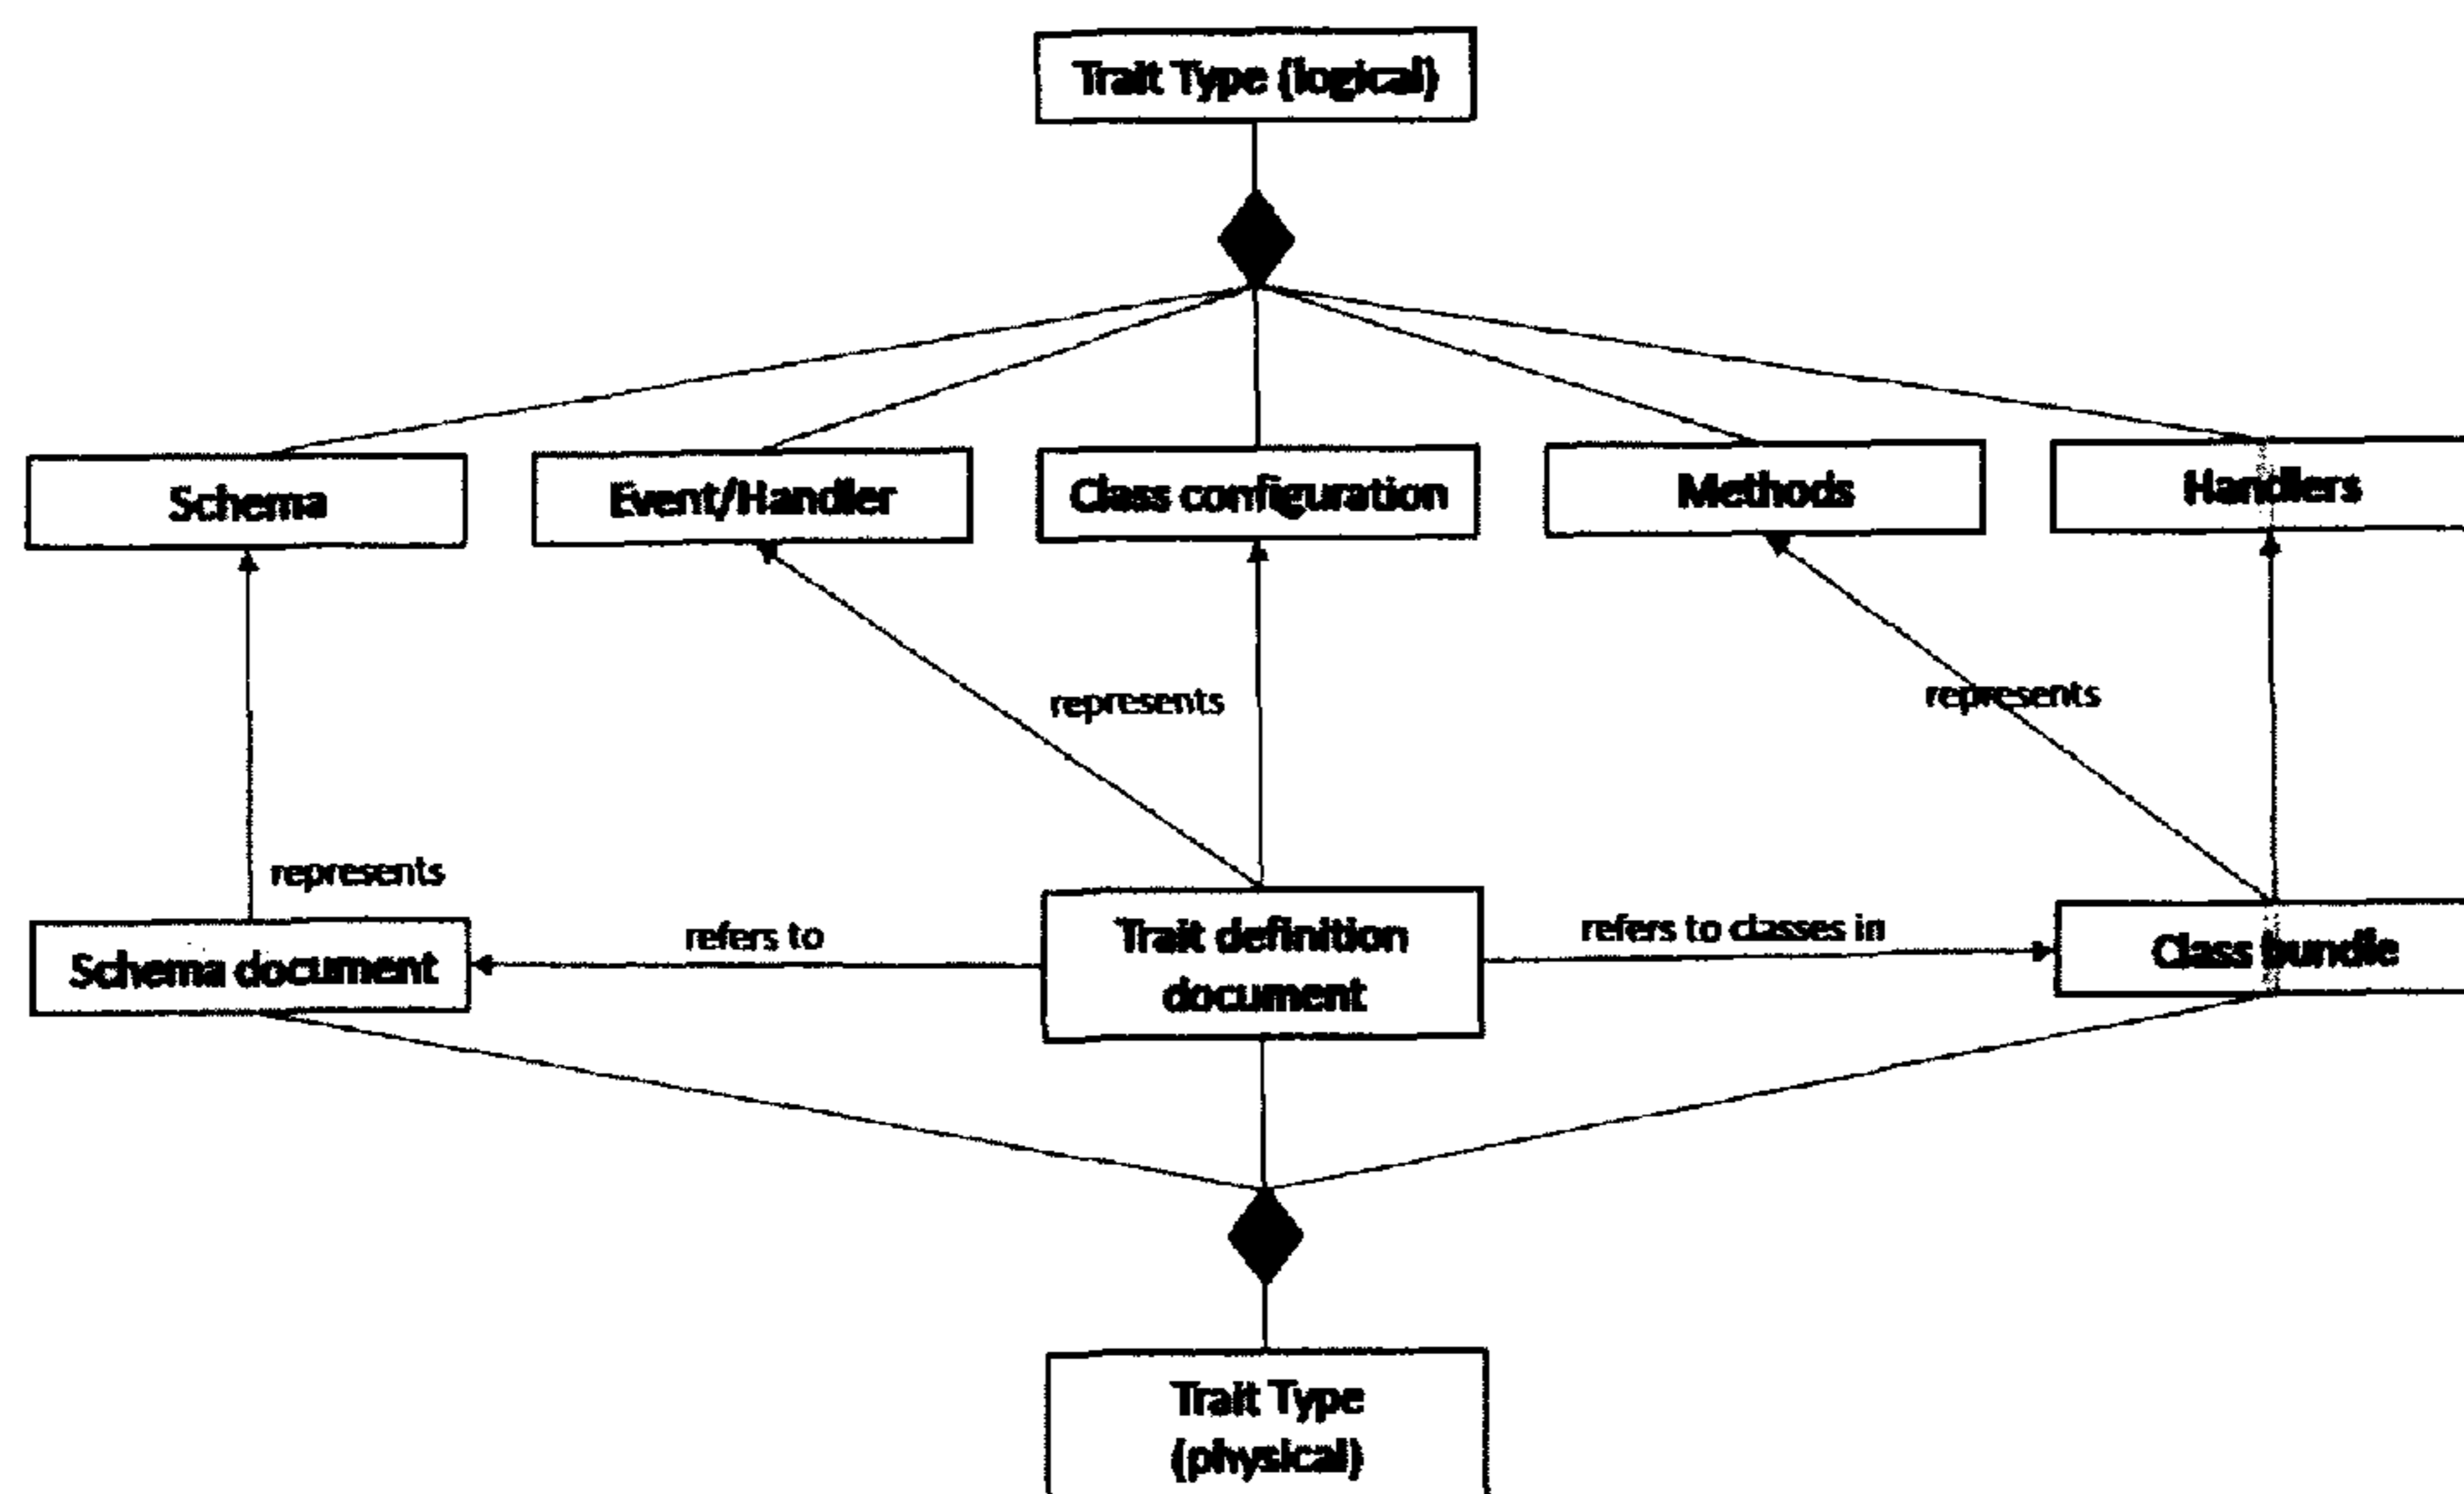 Trait Type (logical)
Schema
Event/Handler
Class configuration
Methods
Handlers
represents
represents
represents
Schema document
refers to
Trait definition
document
refers to classes in
Class bundle
Trait Type
(physical)